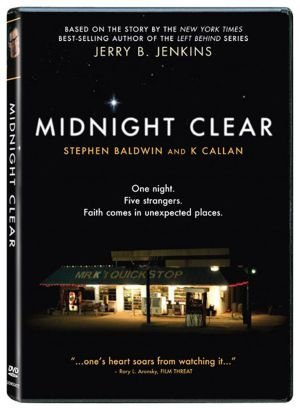 BASED ON THE STORY BY THE NEW YORK TIMES
BEST-SELLING AUTHOR OF THE LEFT BEHIND SERIES
JERRY B. JENKINS
MIDNIGHT CLEAR
STEPHEN BALDWIN AND K CALLAN
One night.
Five strangers.
Faith comes in unexpected places.
MR. K'S QUICK STOP
"...one's heart soars from watching it..."
– Rory L. Aronsky, FILM THREAT
MIDNIGHT CLEAR
DVD